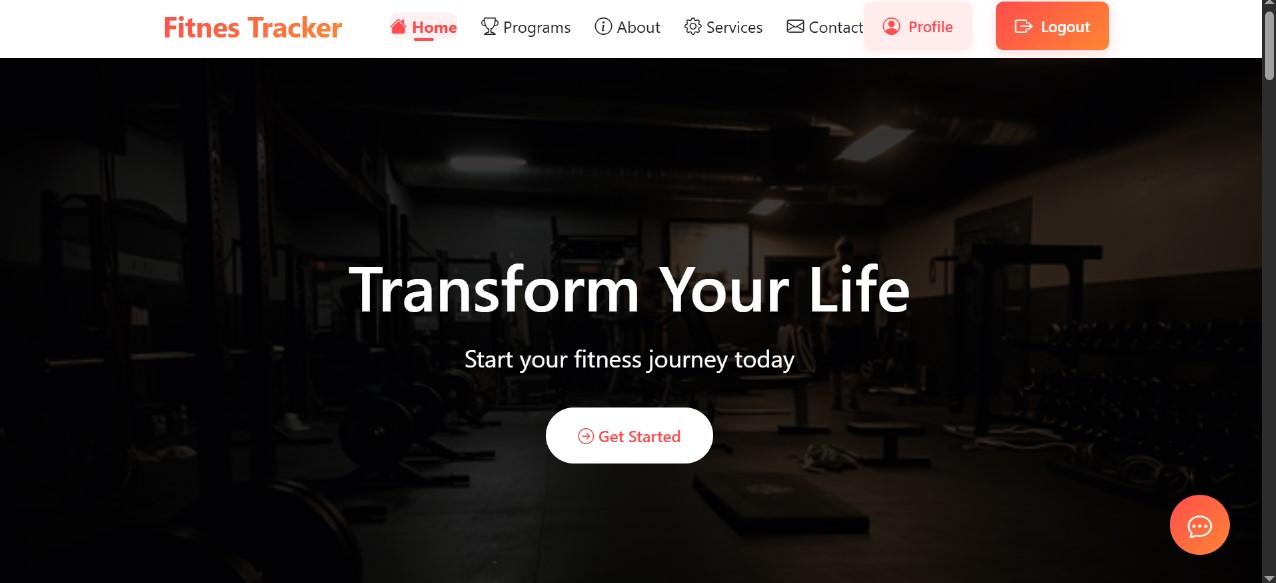 Fitnes Tracker Home Programs About Services Contact Profile Logout
Transform Your Life
Start your fitness journey today
Get Started